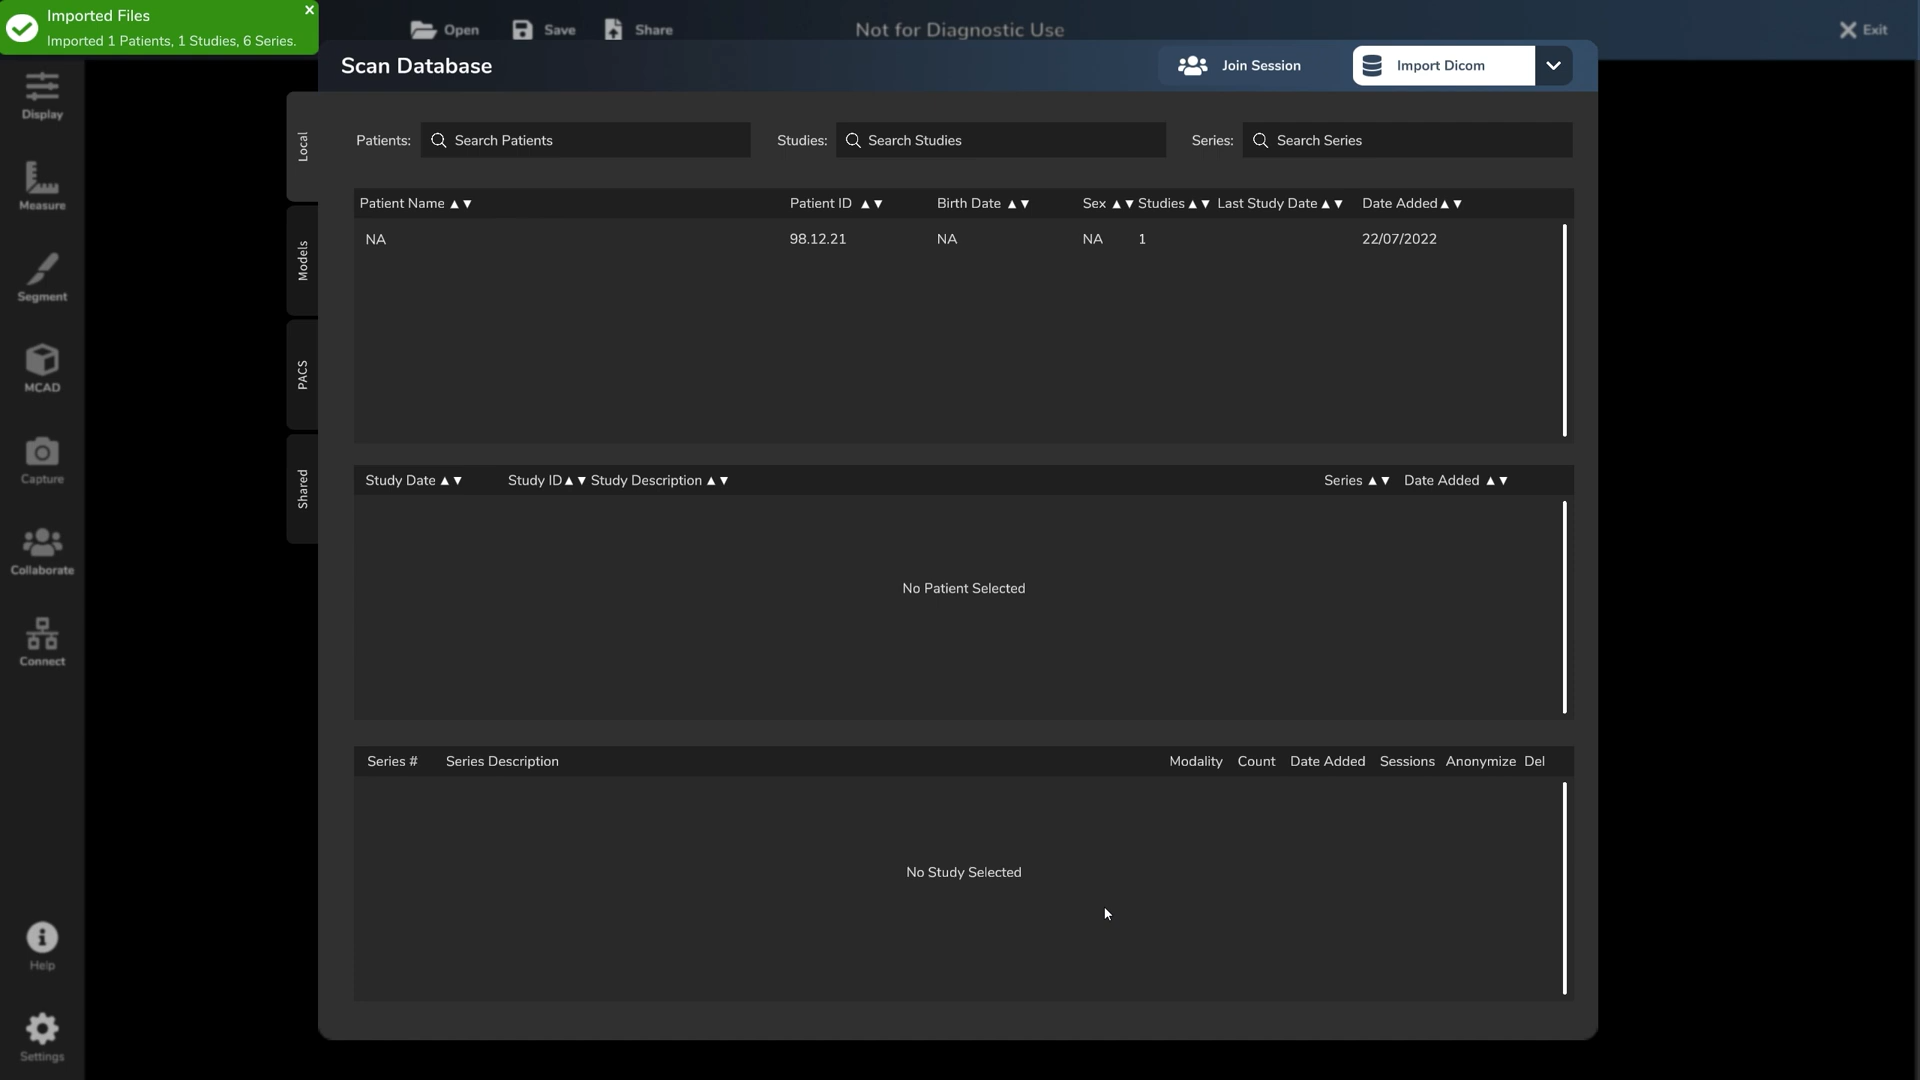 Imported Files
Imported 1 Patients, 1 Studies, 6 Series.
Open Save Share Not for Diagnostic Use Exit
Scan Database Join Session Import Dicom
Display
Measure
Segment
MCAD
Capture
Collaborate
Connect
Help
Settings
Local
Models
PACS
Shared
Patients: Search Patients Studies: Search Studies Series: Search Series
Patient Name ▲▼ Patient ID ▲▼ Birth Date ▲▼ Sex ▲▼ Studies▲▼ Last Study Date▲▼ Date Added▲▼
NA 98.12.21 NA NA 1 22/07/2022
Study Date ▲▼ Study ID▲▼ Study Description ▲▼ Series ▲▼ Date Added ▲▼
No Patient Selected
Series # Series Description Modality Count Date Added Sessions Anonymize Del
No Study Selected